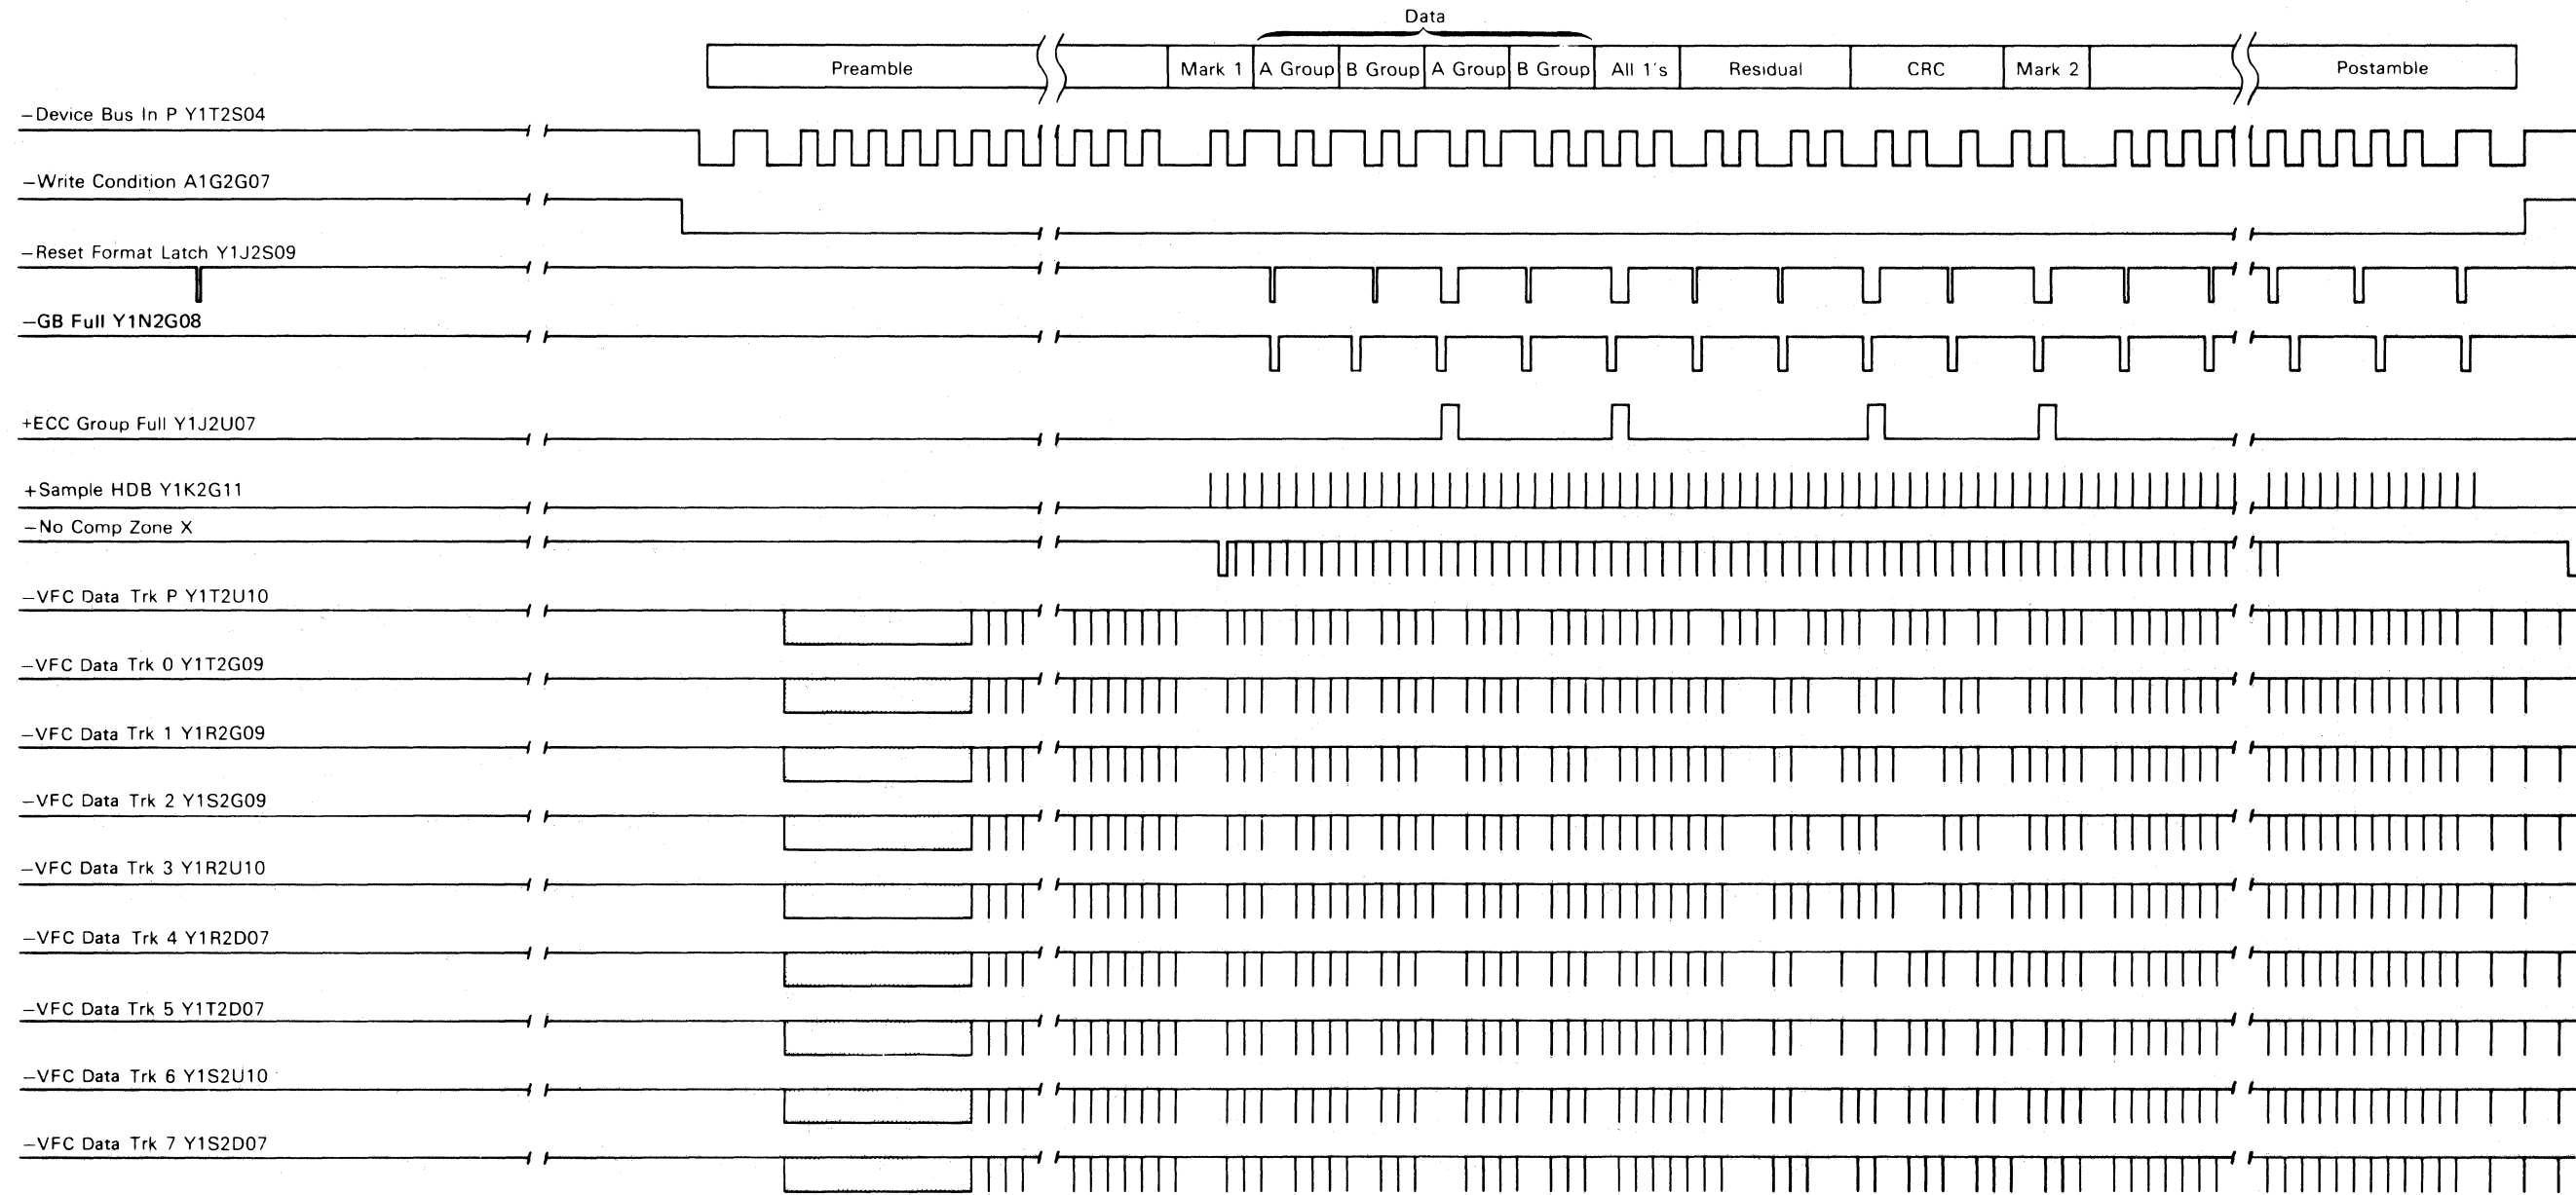 Data
Preamble Mark 1 A Group B Group A Group B Group All 1's Residual CRC Mark 2 Postamble
−Device Bus In P Y1T2S04
−Write Condition A1G2G07
−Reset Format Latch Y1J2S09
−GB Full Y1N2G08
+ECC Group Full Y1J2U07
+Sample HDB Y1K2G11
−No Comp Zone X
−VFC Data Trk P Y1T2U10
−VFC Data Trk 0 Y1T2G09
−VFC Data Trk 1 Y1R2G09
−VFC Data Trk 2 Y1S2G09
−VFC Data Trk 3 Y1R2U10
−VFC Data Trk 4 Y1R2D07
−VFC Data Trk 5 Y1T2D07
−VFC Data Trk 6 Y1S2U10
−VFC Data Trk 7 Y1S2D07